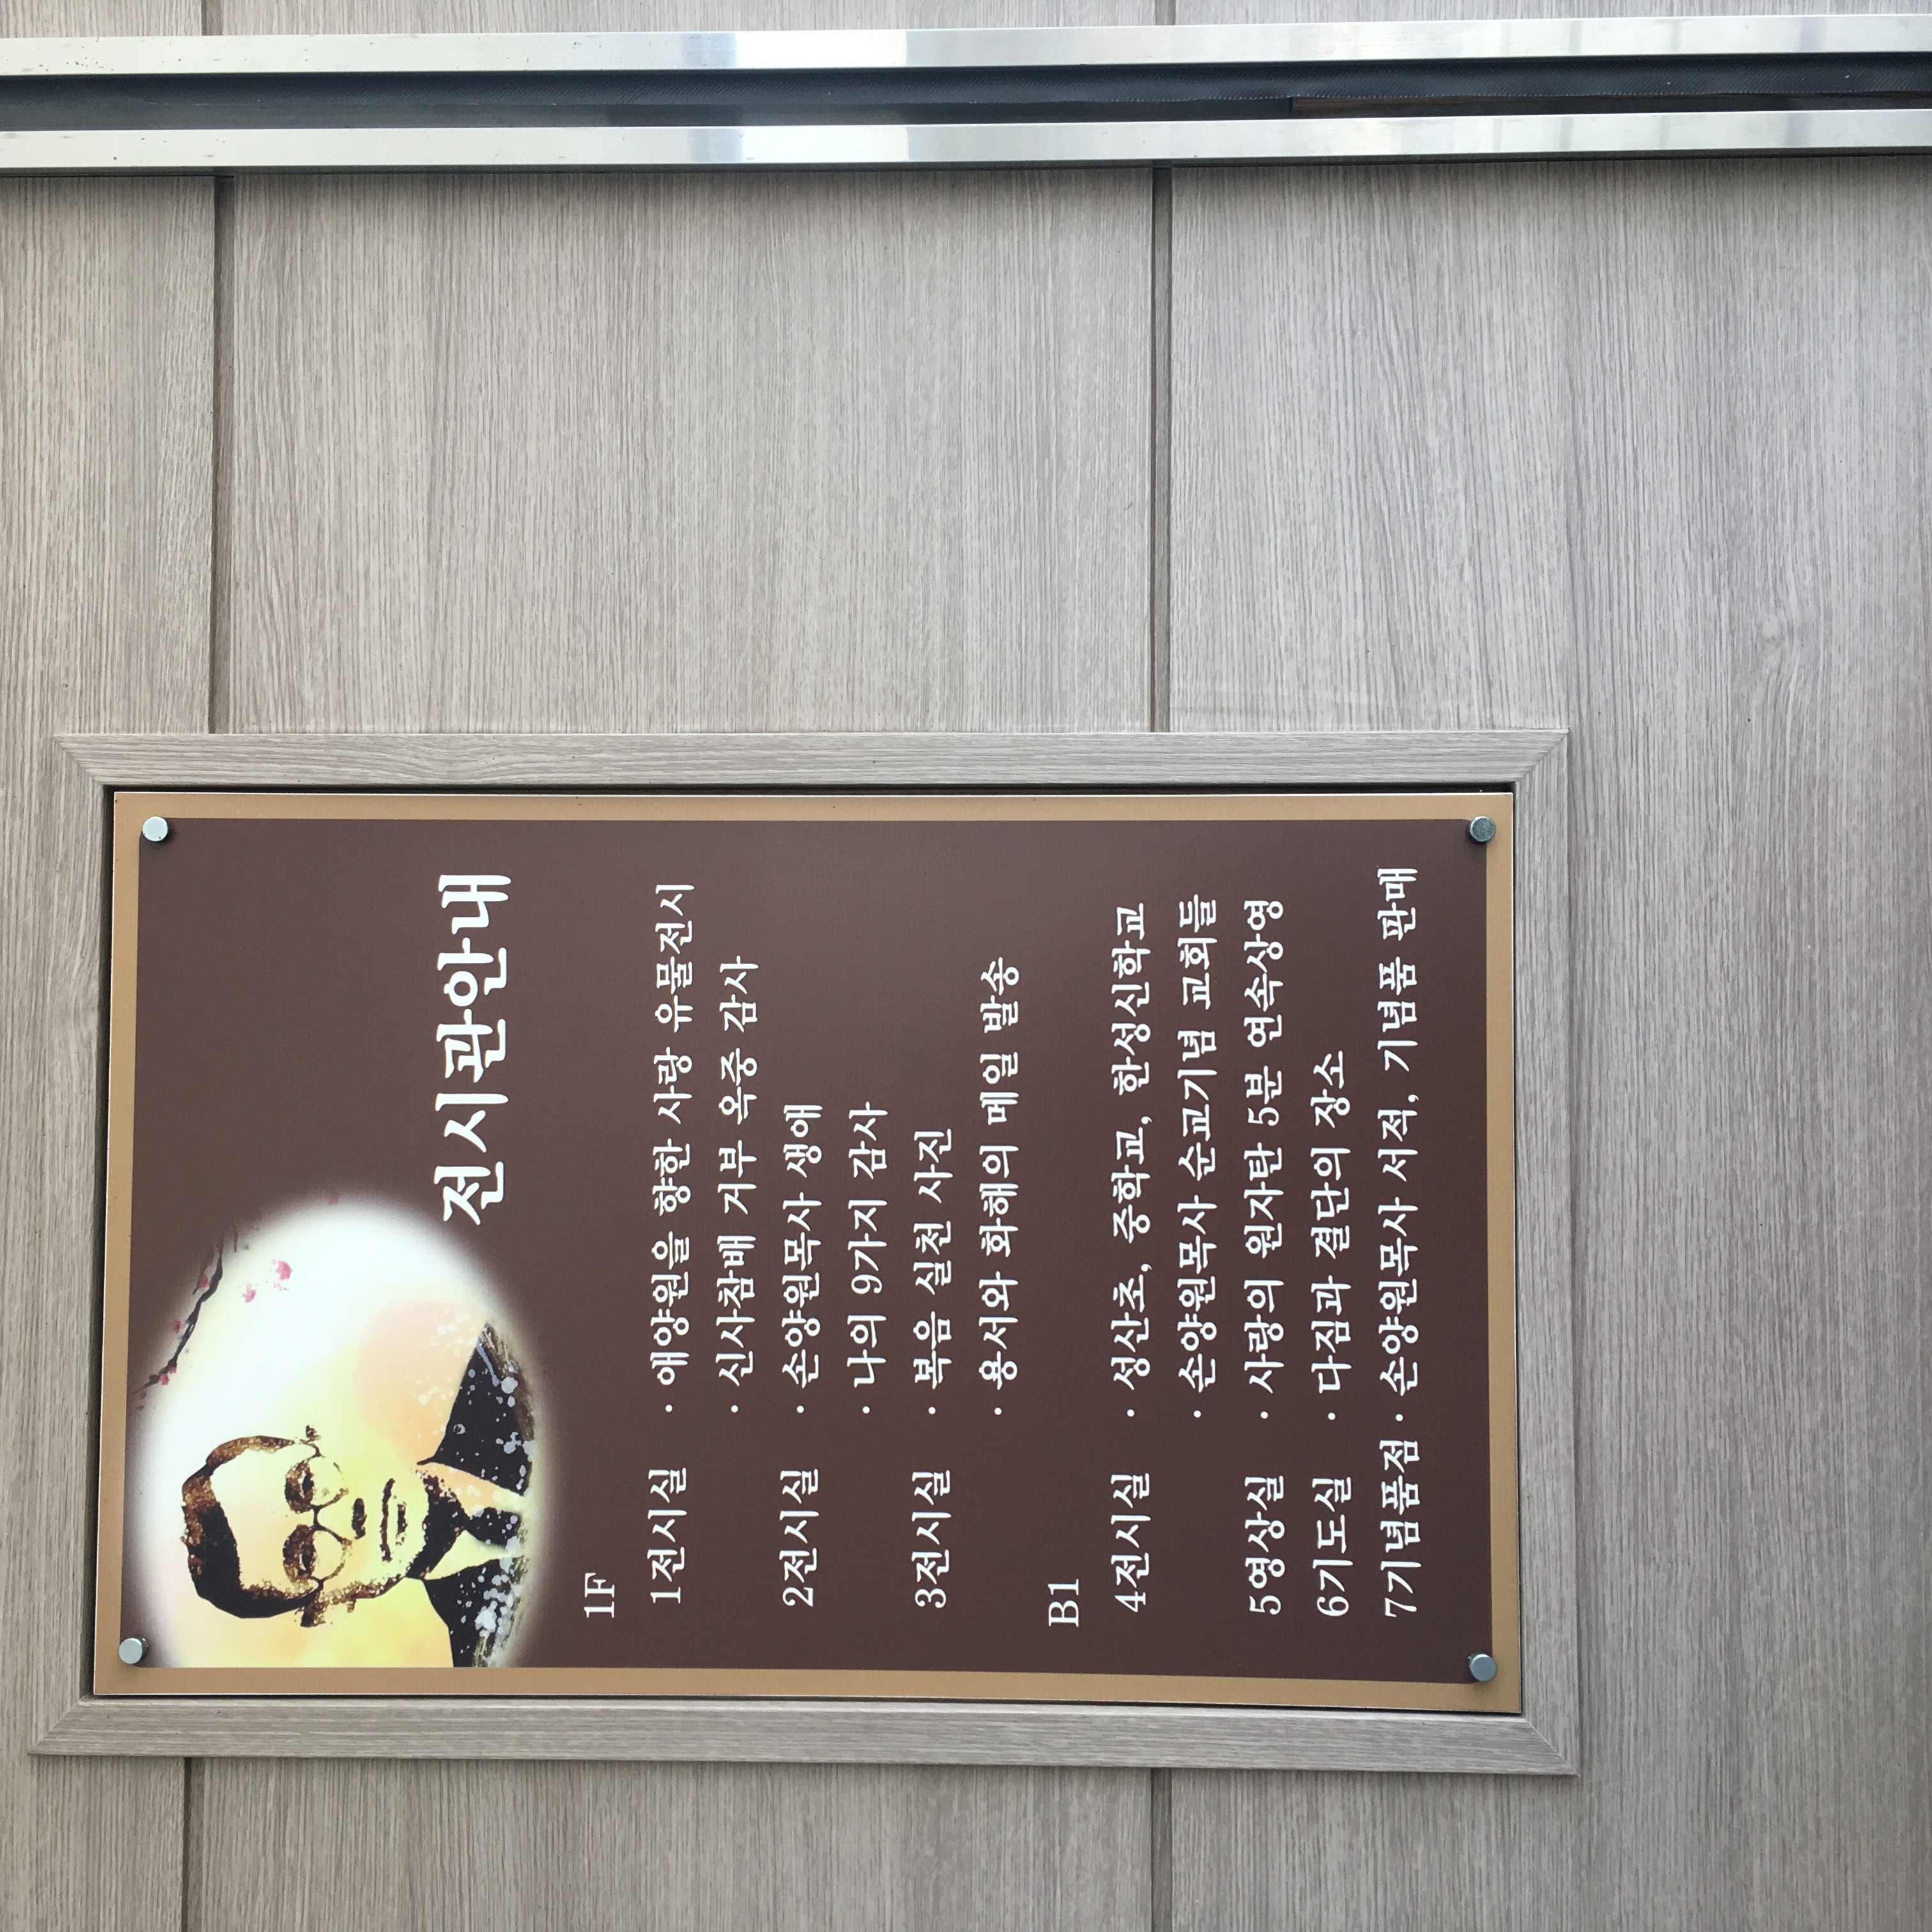 전시관안내
1F
1전시실 · 애양원을 향한 사랑 유물전시
· 신사참배 거부 옥중 감사
2전시실 · 손양원목사 생애
· 나의 9가지 감사
3전시실 · 복음 실천 사진
· 용서와 화해의 메일 발송
B1
4전시실 · 성산초, 중학교, 한성신학교
· 손양원목사 순교기념 교회들
5영상실 · 사랑의 원자탄 5분 연속상영
6기도실 · 다짐과 결단의 장소
7기념품점 · 손양원목사 서적, 기념품 판매